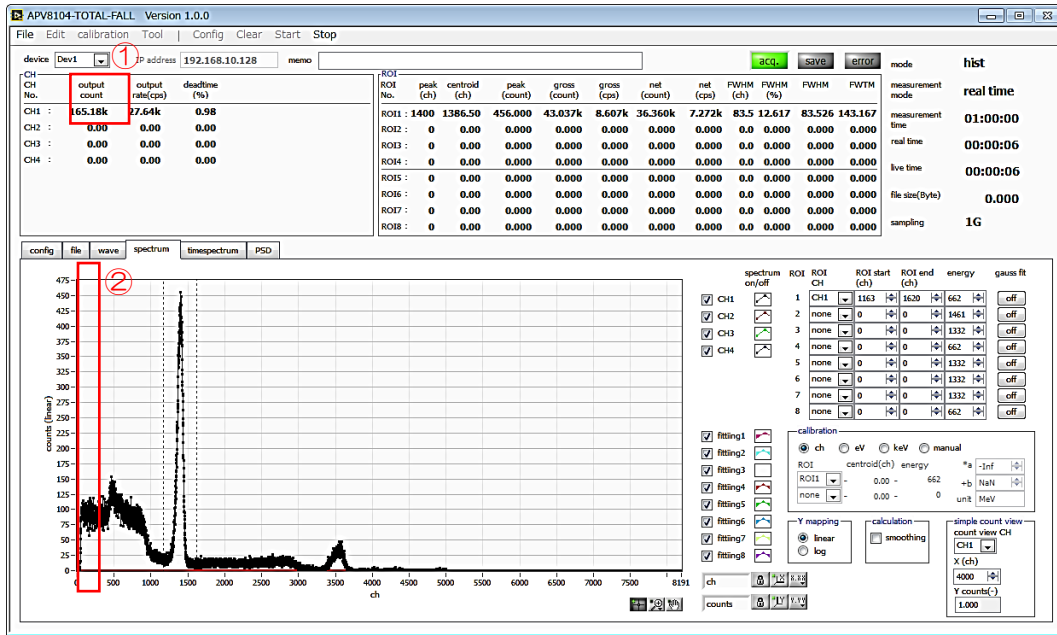 APV8104-TOTAL-FALL Version 1.0.0
File Edit calibration Tool | Config Clear Start Stop
device Dev1 ① IP address 192.168.10.128 memo acq. save error mode hist
CH
CH No. output count output rate(cps) deadtime (%)
CH1 : 165.18k 27.64k 0.98
CH2 : 0.00 0.00 0.00
CH3 : 0.00 0.00 0.00
CH4 : 0.00 0.00 0.00
ROI
ROI No. peak (ch) centroid (ch) peak (count) gross (count) gross (cps) net (count) net (cps) FWHM (ch) FWHM (%) FWHM FWTM
ROI1 : 1400 1386.50 456.000 43.037k 8.607k 36.360k 7.272k 83.5 12.617 83.526 143.167
ROI2 : 0 0.00 0.000 0.000 0.000 0.000 0.000 0.0 0.000 0.000 0.000
ROI3 : 0 0.00 0.000 0.000 0.000 0.000 0.000 0.0 0.000 0.000 0.000
ROI4 : 0 0.00 0.000 0.000 0.000 0.000 0.000 0.0 0.000 0.000 0.000
ROI5 : 0 0.00 0.000 0.000 0.000 0.000 0.000 0.0 0.000 0.000 0.000
ROI6 : 0 0.00 0.000 0.000 0.000 0.000 0.000 0.0 0.000 0.000 0.000
ROI7 : 0 0.00 0.000 0.000 0.000 0.000 0.000 0.0 0.000 0.000 0.000
ROI8 : 0 0.00 0.000 0.000 0.000 0.000 0.000 0.0 0.000 0.000 0.000
measurement mode real time
measurement time 01:00:00
real time 00:00:06
live time 00:00:06
file size(Byte) 0.000
sampling 1G
config file wave spectrum timespectrum PSD
②
counts (linear)
475
450
425
400
375
350
325
300
275
250
225
200
175
150
125
100
75
50
25
0
0 500 1000 1500 2000 2500 3000 3500 4000 4500 5000 5500 6000 6500 7000 7500 8191
ch
spectrum on/off
CH1
CH2
CH3
CH4
ROI ROI CH ROI start (ch) ROI end (ch) energy gauss fit
1 CH1 1163 1620 662 off
2 none 0 0 1461 off
3 none 0 0 1332 off
4 none 0 0 662 off
5 none 0 0 1332 off
6 none 0 0 1332 off
7 none 0 0 1332 off
8 none 0 0 662 off
fittling1
fittling2
fittling3
fittling4
fittling5
fittling6
fittling7
fittling8
calibration
ch eV keV manual
ROI centroid(ch) energy *a -Inf
ROI1 - 0.00 - 662 +b NaN
none - 0.00 - 0 unit MeV
Y mapping
linear
log
calculation
smoothing
simple count view
count view CH
CH1
X (ch)
4000
Y counts(-)
1.000
ch X X.XX
counts Y Y.YY